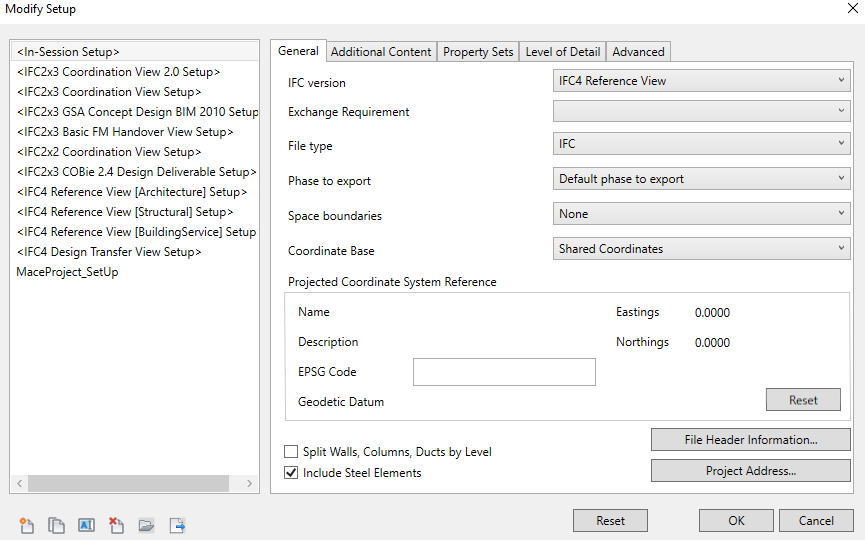 Modify Setup
<In-Session Setup>
<IFC2x3 Coordination View 2.0 Setup>
<IFC2x3 Coordination View Setup>
<IFC2x3 GSA Concept Design BIM 2010 Setup
<IFC2x3 Basic FM Handover View Setup>
<IFC2x2 Coordination View Setup>
<IFC2x3 COBie 2.4 Design Deliverable Setup>
<IFC4 Reference View [Architecture] Setup>
<IFC4 Reference View [Structural] Setup>
<IFC4 Reference View [BuildingService] Setup
<IFC4 Design Transfer View Setup>
MaceProject_SetUp
General Additional Content Property Sets Level of Detail Advanced
IFC version IFC4 Reference View
Exchange Requirement
File type IFC
Phase to export Default phase to export
Space boundaries None
Coordinate Base Shared Coordinates
Projected Coordinate System Reference
Name Eastings 0.0000
Description Northings 0.0000
EPSG Code
Geodetic Datum Reset
File Header Information...
Split Walls, Columns, Ducts by Level
Include Steel Elements Project Address...
Reset OK Cancel